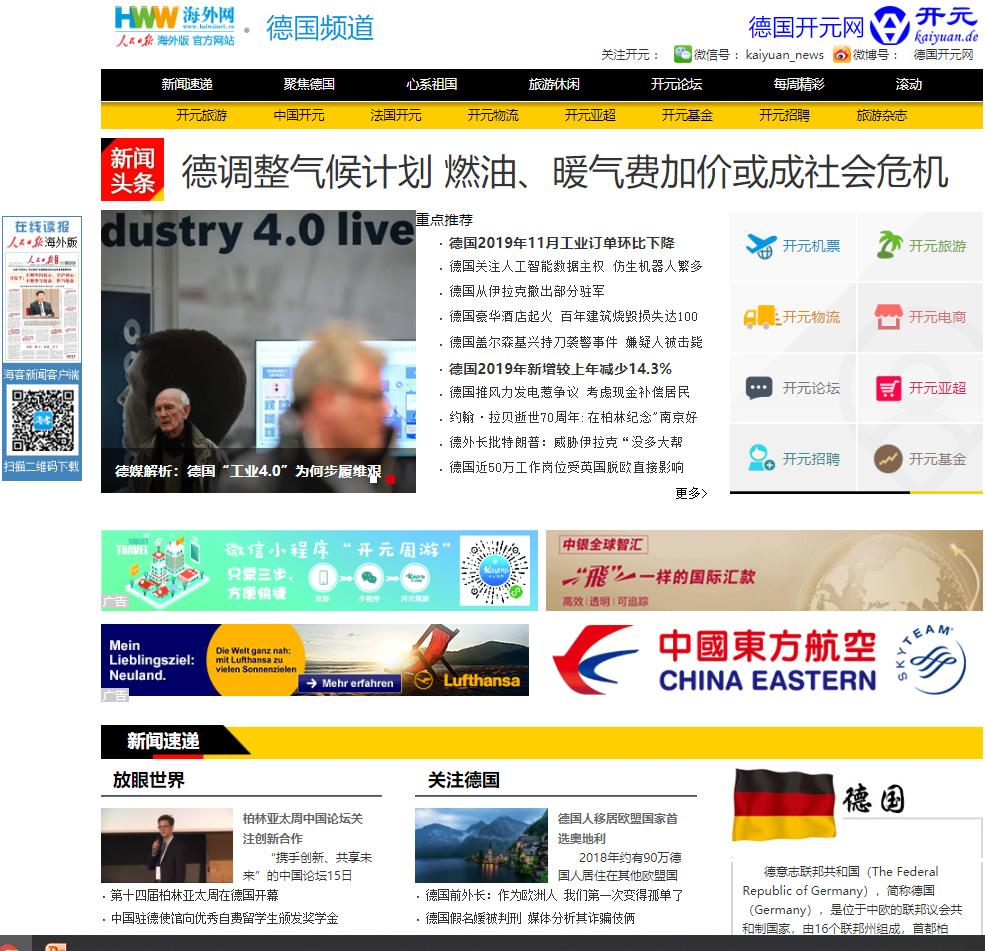 HWW 海外网
www.haiwainet.cn
人民日报 海外版 官方网站
德国频道
德国开元网
开元
kaiyuan.de
关注开元： 微信号： kaiyuan_news 微博号： 德国开元网
新闻速递 聚焦德国 心系祖国 旅游休闲 开元论坛 每周精彩 滚动
开元旅游 中国开元 法国开元 开元物流 开元亚超 开元基金 开元招聘 旅游杂志
新闻
头条
德调整气候计划 燃油、暖气费加价或成社会危机
在线读报
人民日报海外版
海客新闻客户端
海客
扫描二维码下载
dustry 4.0 live
德媒解析：德国“工业4.0”为何步履维艰
重点推荐
· 德国2019年11月工业订单环比下降
· 德国关注人工智能数据主权 仿生机器人繁多
· 德国从伊拉克撤出部分驻军
· 德国豪华酒店起火 百年建筑烧毁损失达100
· 德国盖尔森基兴持刀袭警事件 嫌疑人被击毙
· 德国2019年新增较上年减少14.3%
· 德国推风力发电惹争议 考虑现金补偿居民
· 约翰·拉贝逝世70周年：在柏林纪念“南京好
· 德外长批特朗普：威胁伊拉克“没多大帮
· 德国近50万工作岗位受英国脱欧直接影响
更多>
开元机票 开元旅游
开元物流 开元电商
开元论坛 开元亚超
开元招聘 开元基金
SMART
TRAVEL
微信小程序“开元周游”
只需三步，
方便快捷
发现 小程序 开元周游
Kaytrip
广告
中银全球智汇
“飞”一样的国际汇款
高效 | 透明 | 可追踪
Mein
Lieblingsziel:
Neuland.
Die Welt ganz nah:
mit Lufthansa zu
vielen Sonnenzielen
→ Mehr erfahren
Lufthansa
广告
中國東方航空
CHINA EASTERN
SKYTEAM
新闻速递
放眼世界
柏林亚太周中国论坛关
注创新合作
“携手创新、共享未
来”的中国论坛15日
· 第十四届柏林亚太周在德国开幕
· 中国驻德使馆向优秀自费留学生颁发奖学金
关注德国
德国人移居欧盟国家首
选奥地利
2018年约有90万德
国人居住在其他欧盟国
· 德国前外长：作为欧洲人 我们第一次变得孤单了
· 德国假名媛被判刑 媒体分析其诈骗伎俩
德国
德意志联邦共和国（The Federal
Republic of Germany），简称德国
（Germany），是位于中欧的联邦议会共
和制国家，由16个联邦州组成，首都柏